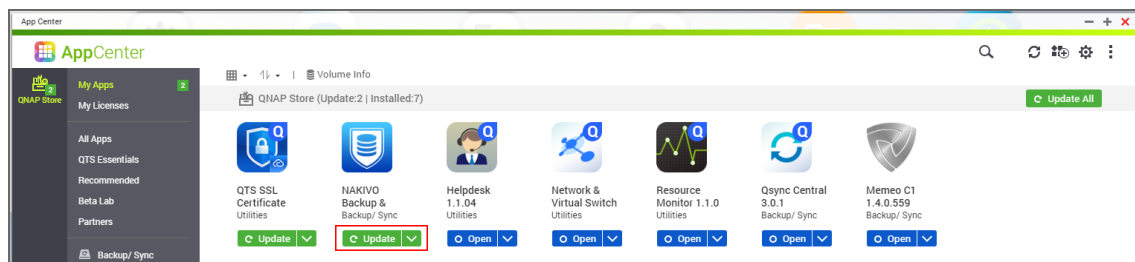 App Center
AppCenter
2
QNAP Store
My Apps
2
My Licenses
All Apps
QTS Essentials
Recommended
Beta Lab
Partners
Backup/ Sync
Volume Info
QNAP Store (Update:2 | Installed:7)
Update All
Q
QTS SSL
Certificate
Utilities
Update
NAKIVO
Backup &
Backup/ Sync
Update
Q
Helpdesk
1.1.04
Utilities
Open
Q
Network &
Virtual Switch
Utilities
Open
Q
Resource
Monitor 1.1.0
Utilities
Open
Q
Qsync Central
3.0.1
Backup/ Sync
Open
Memeo C1
1.4.0.559
Backup/ Sync
Open